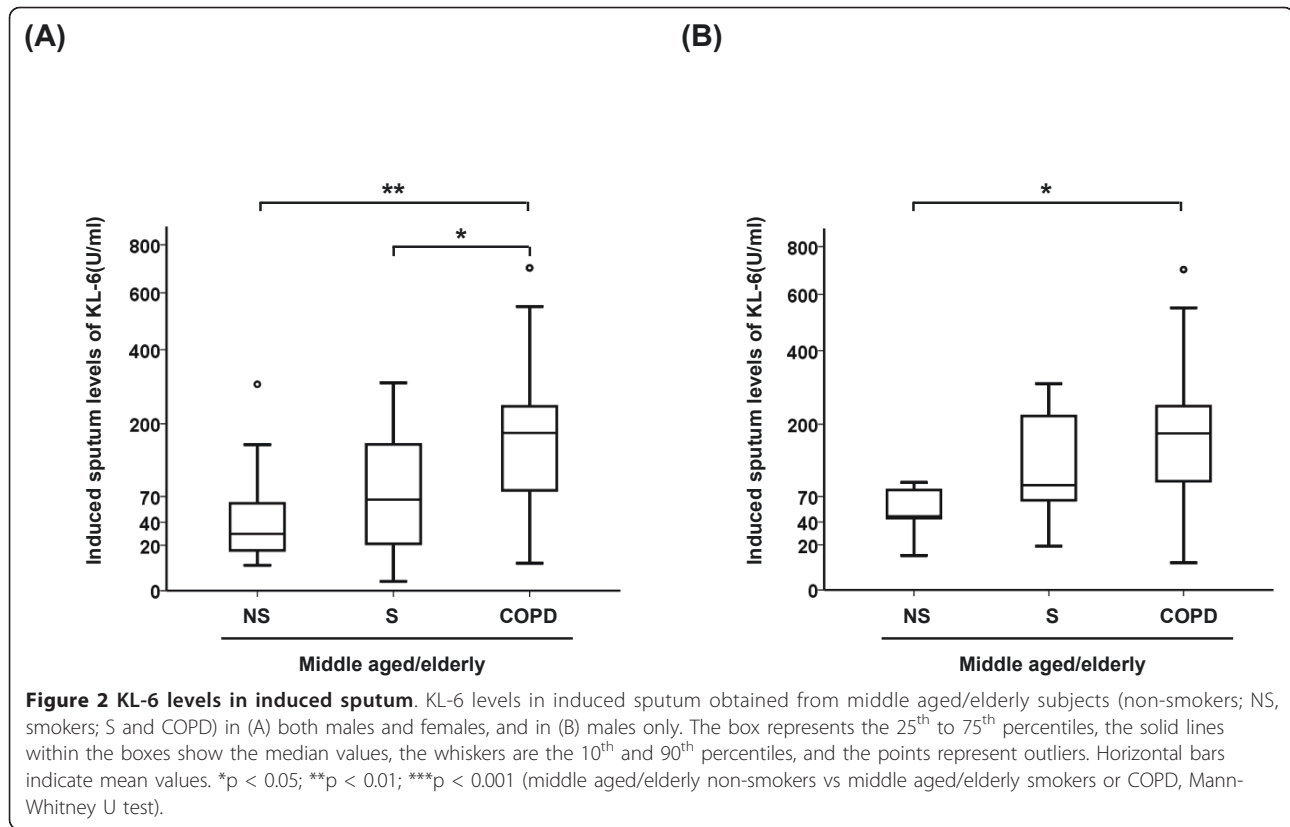 (A)
(B)
Induced sputum levels of KL-6(U/ml)
800
600
400
200
70
40
20
0
**
*
NS S COPD
Middle aged/elderly
Induced sputum levels of KL-6(U/ml)
800
600
400
200
70
40
20
0
*
NS S COPD
Middle aged/elderly
Figure 2 KL-6 levels in induced sputum. KL-6 levels in induced sputum obtained from middle aged/elderly subjects (non-smokers; NS,
smokers; S and COPD) in (A) both males and females, and in (B) males only. The box represents the 25th to 75th percentiles, the solid lines
within the boxes show the median values, the whiskers are the 10th and 90th percentiles, and the points represent outliers. Horizontal bars
indicate mean values. *p < 0.05; **p < 0.01; ***p < 0.001 (middle aged/elderly non-smokers vs middle aged/elderly smokers or COPD, Mann-
Whitney U test).